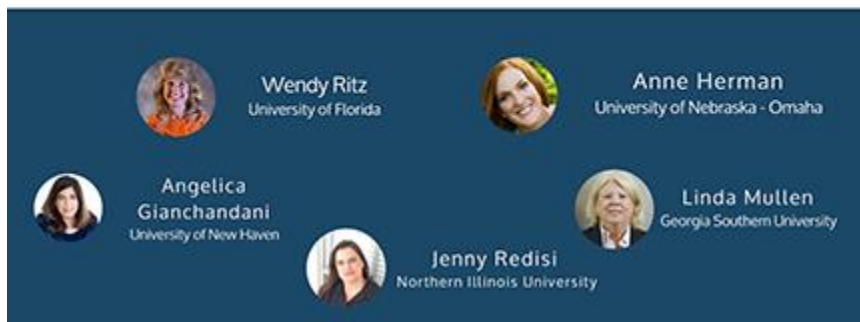 Wendy Ritz
University of Florida
Anne Herman
University of Nebraska - Omaha
Angelica
Gianchandani
University of New Haven
Linda Mullen
Georgia Southern University
Jenny Redisi
Northern Illinois University